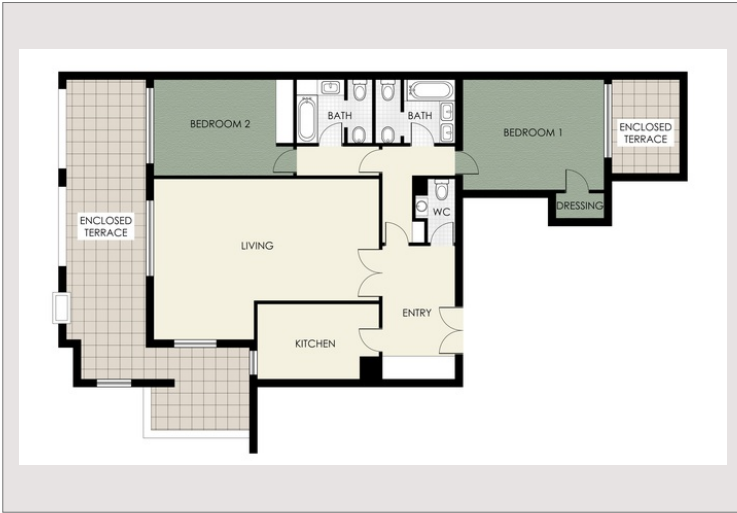 BEDROOM 2
BATH
BATH
BEDROOM 1
ENCLOSED
TERRACE
DRESSING
WC
ENCLOSED
TERRACE
LIVING
ENTRY
KITCHEN